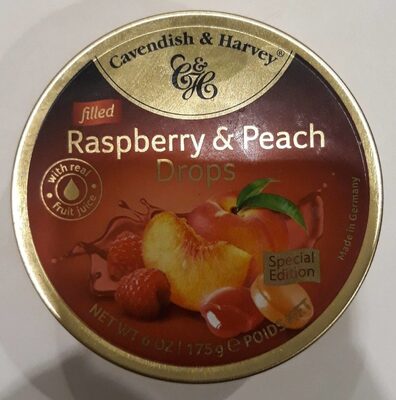 Cavendish & Harvey®
C&H
filled
Raspberry & Peach
Drops
with real
fruit juice
Special
Edition
Made in Germany
NET WT 6 OZ | 175 g e POIDS NET